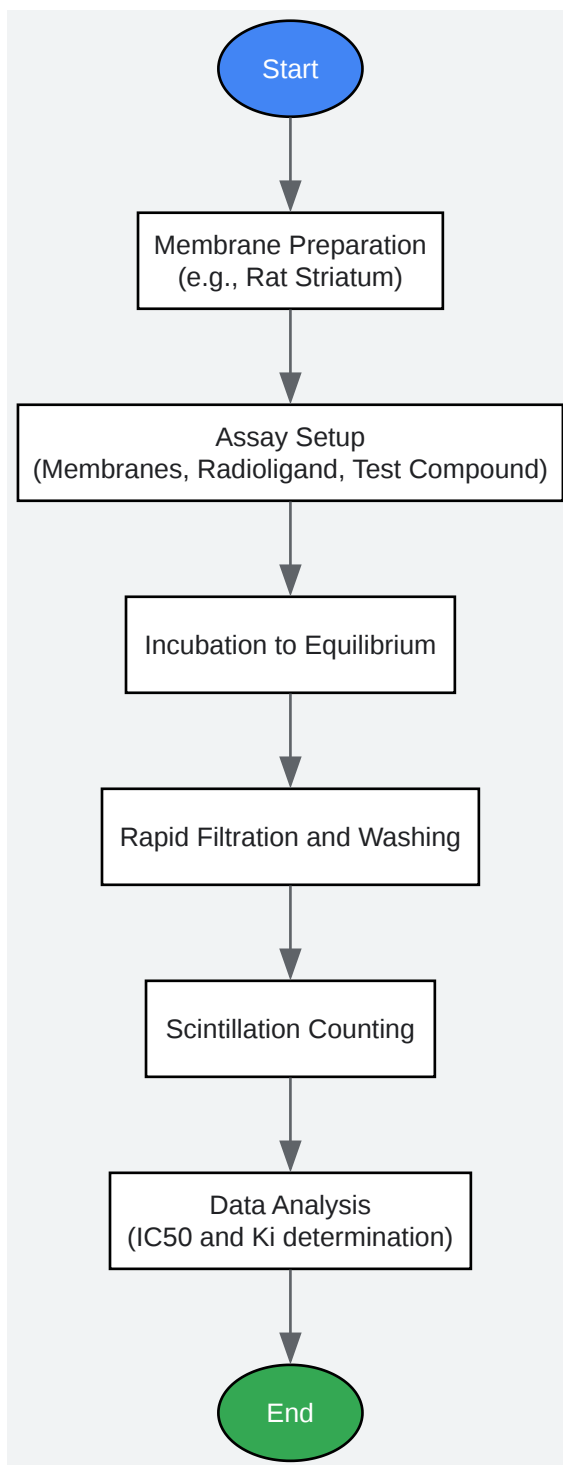 Start
Membrane Preparation
(e.g., Rat Striatum)
Assay Setup
(Membranes, Radioligand, Test Compound)
Incubation to Equilibrium
Rapid Filtration and Washing
Scintillation Counting
Data Analysis
(IC50 and Ki determination)
End